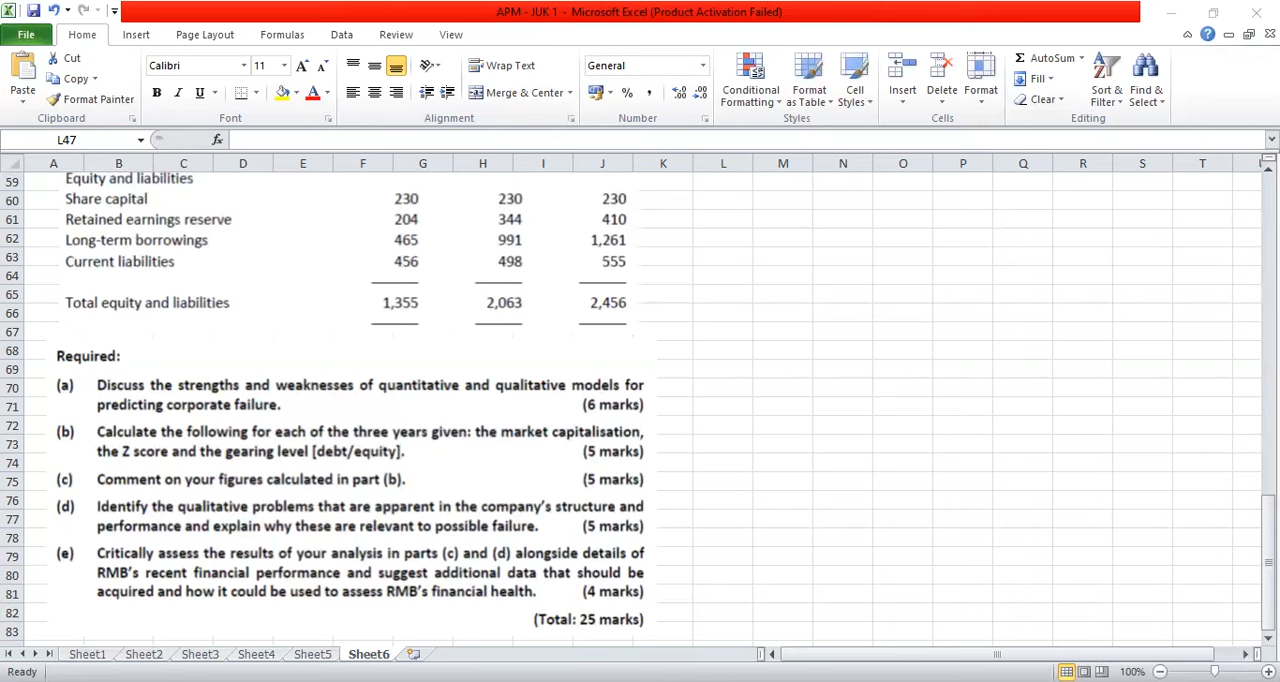 APM - JUK 1 - Microsoft Excel (Product Activation Failed)
File Home Insert Page Layout Formulas Data Review View
Paste Cut Copy Format Painter
Calibri 11 A A
B I U A
Wrap Text
Merge & Center
General
% ,
Conditional Formatting Format as Table Cell Styles
Insert Delete Format
Σ AutoSum
Fill
Clear
Sort & Filter Find & Select
Clipboard Font Alignment Number Styles Cells Editing
L47 fx
A B C D E F G H I J K L M N O P Q R S T
59 Equity and liabilities
60 Share capital 230 230 230
61 Retained earnings reserve 204 344 410
62 Long-term borrowings 465 991 1,261
63 Current liabilities 456 498 555
64
65 Total equity and liabilities 1,355 2,063 2,456
66
67
68 Required:
69
70 (a) Discuss the strengths and weaknesses of quantitative and qualitative models for
71 predicting corporate failure. (6 marks)
72 (b) Calculate the following for each of the three years given: the market capitalisation,
73 the Z score and the gearing level [debt/equity]. (5 marks)
74
75 (c) Comment on your figures calculated in part (b). (5 marks)
76 (d) Identify the qualitative problems that are apparent in the company's structure and
77 performance and explain why these are relevant to possible failure. (5 marks)
78
79 (e) Critically assess the results of your analysis in parts (c) and (d) alongside details of
80 RMB's recent financial performance and suggest additional data that should be
81 acquired and how it could be used to assess RMB's financial health. (4 marks)
82 (Total: 25 marks)
83
Sheet1 Sheet2 Sheet3 Sheet4 Sheet5 Sheet6
Ready 100%